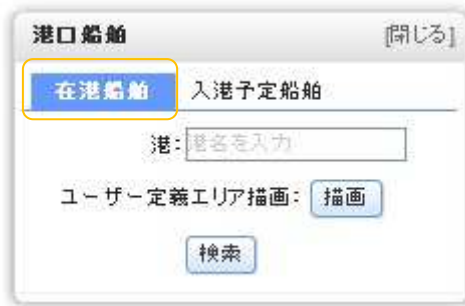 港口船舶 [閉じる]
在港船舶 入港予定船舶
港: 港名を入力
ユーザー定義エリア描画: 描画
検索